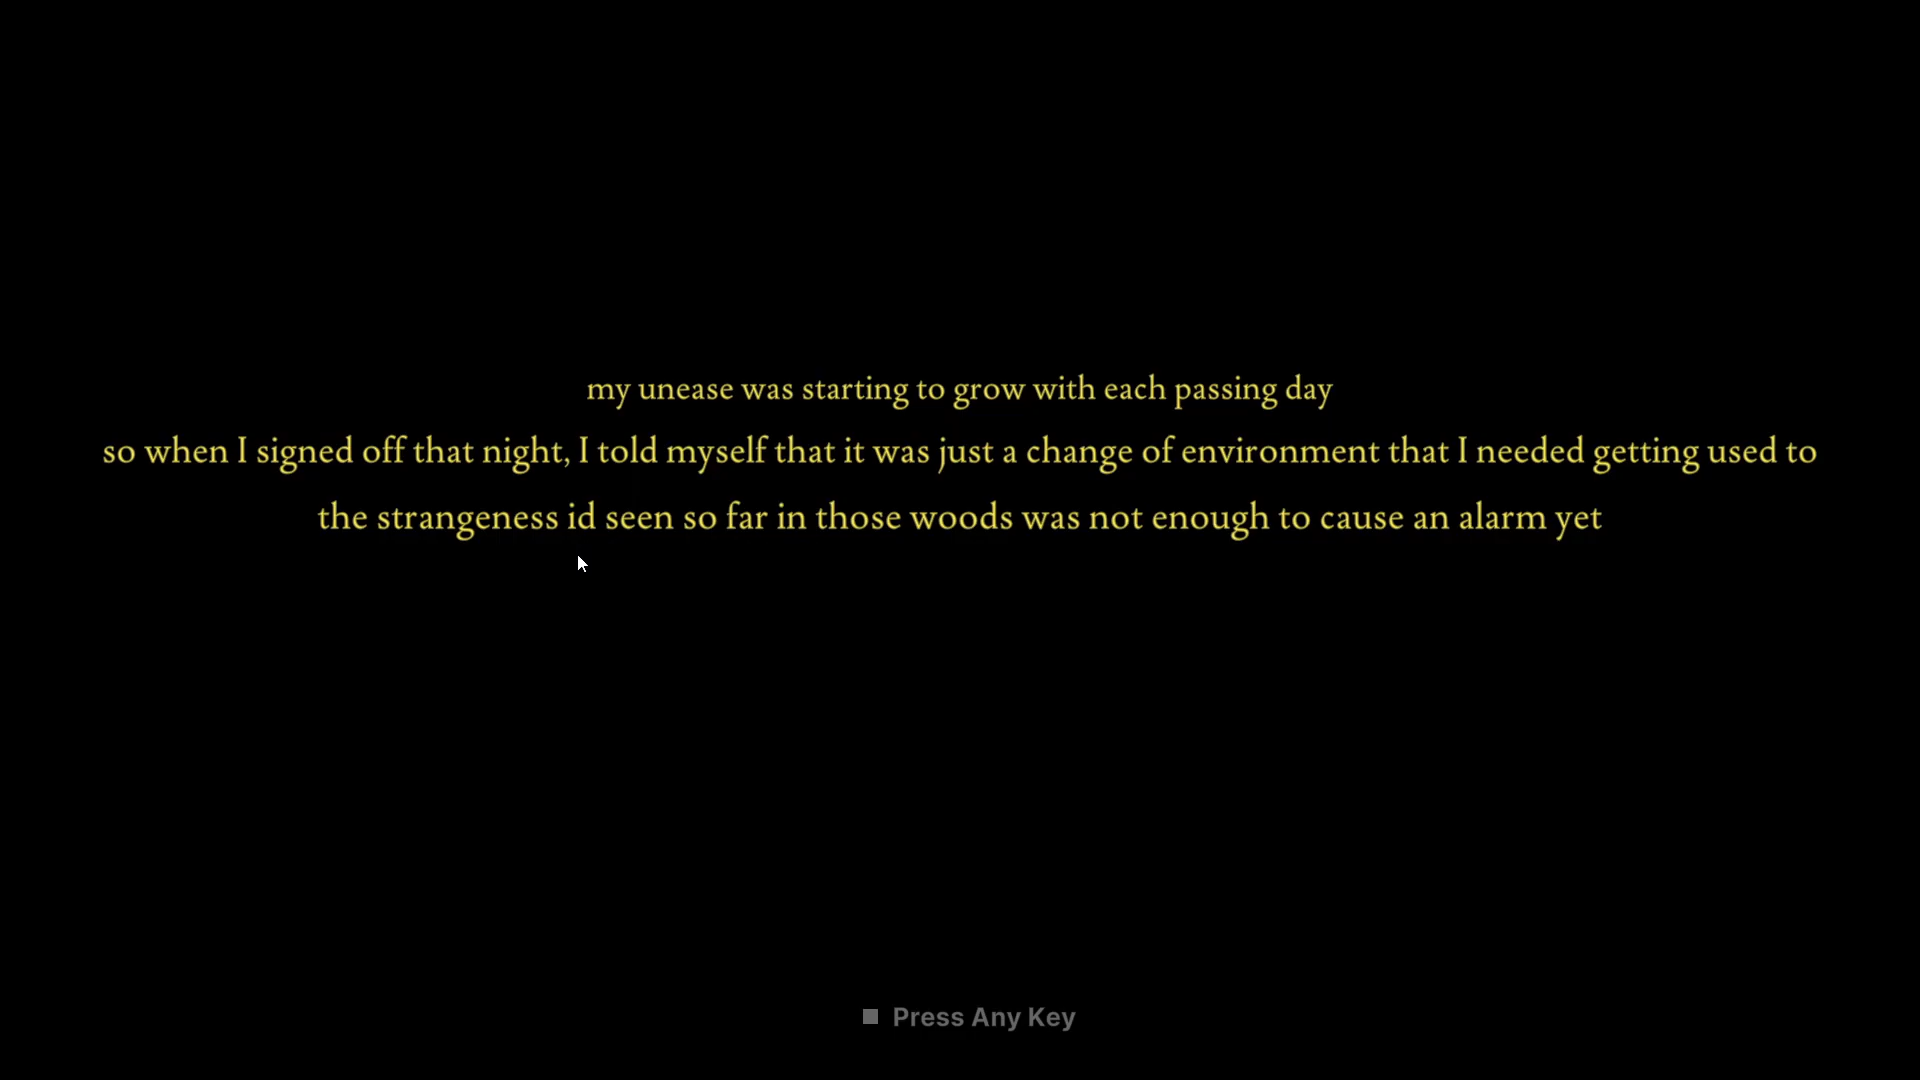 my unease was starting to grow with each passing day
so when I signed off that night, I told myself that it was just a change of environment that I needed getting used to
the strangeness id seen so far in those woods was not enough to cause an alarm yet
Press Any Key